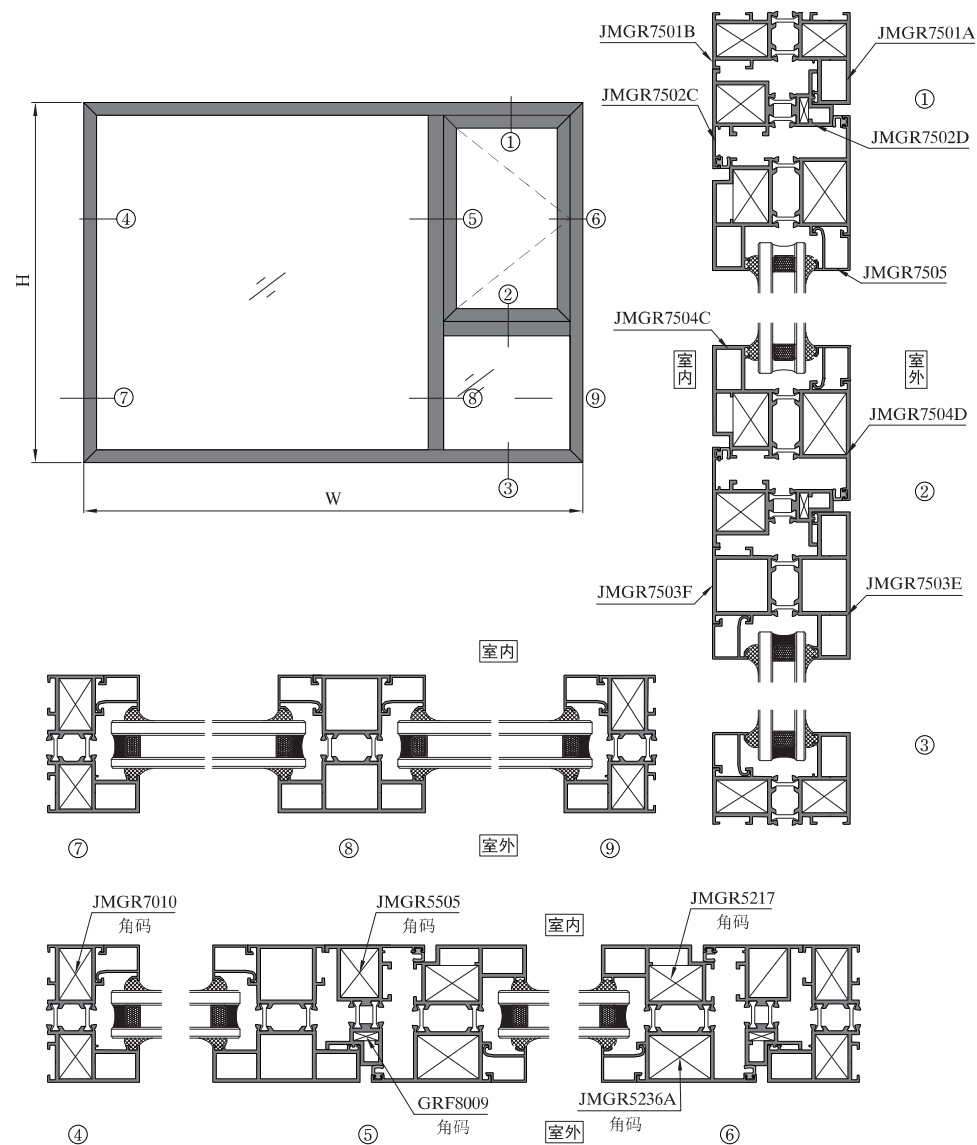 JMGR7501B
JMGR7501A
①
JMGR7502C
JMGR7502D
JMGR7505
①
④
⑤
⑥
H
②
⑦
⑧
⑨
③
W
JMGR7504C
室内
室外
JMGR7504D
②
JMGR7503F
JMGR7503E
③
室内
⑦
⑧
室外
⑨
JMGR7010
角码
JMGR5505
角码
室内
JMGR5217
角码
GRF8009
角码
JMGR5236A
角码
④
⑤
室外
⑥